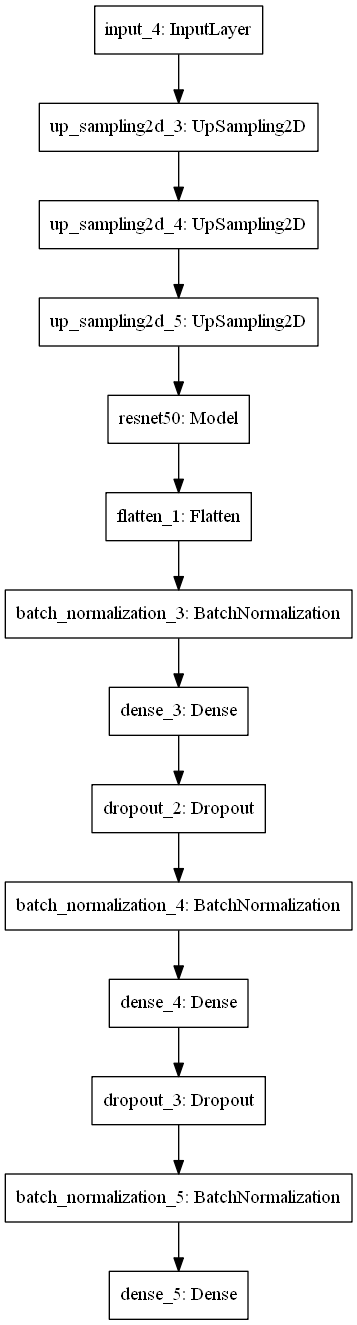 input_4: InputLayer
up_sampling2d_3: UpSampling2D
up_sampling2d_4: UpSampling2D
up_sampling2d_5: UpSampling2D
resnet50: Model
flatten_1: Flatten
batch_normalization_3: BatchNormalization
dense_3: Dense
dropout_2: Dropout
batch_normalization_4: BatchNormalization
dense_4: Dense
dropout_3: Dropout
batch_normalization_5: BatchNormalization
dense_5: Dense